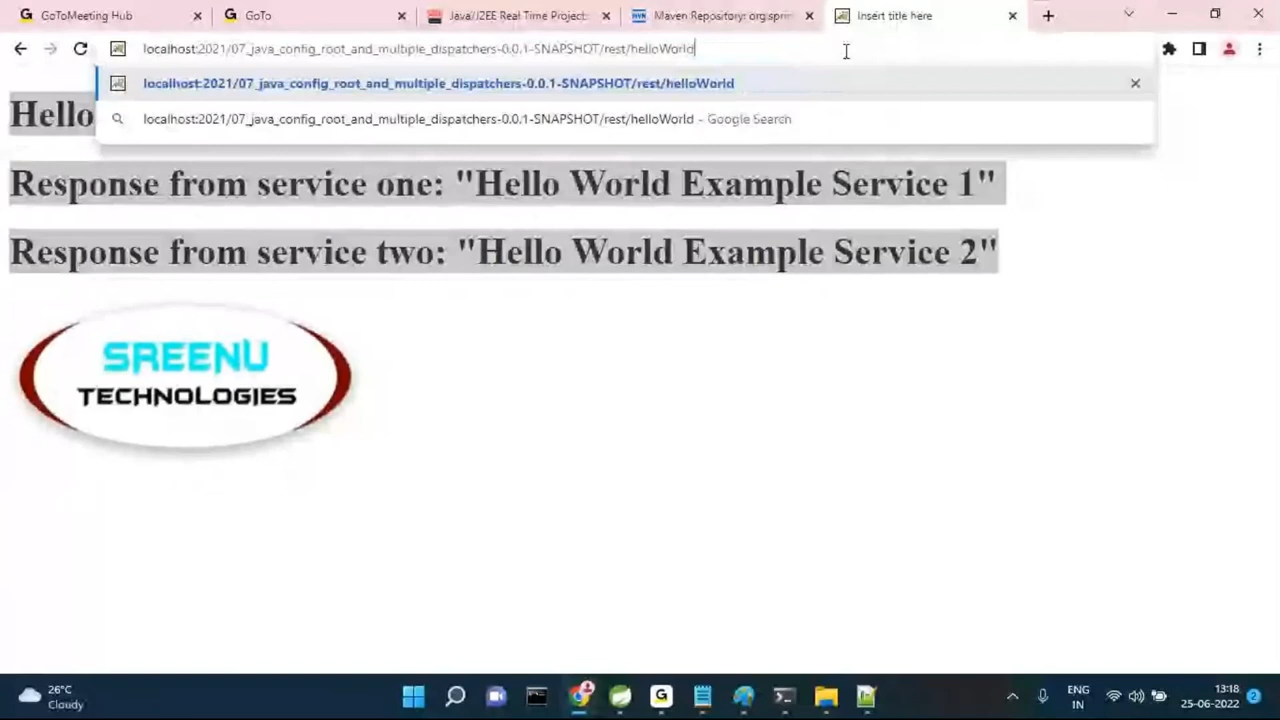 GoToMeeting Hub
GoTo
Java/J2EE Real Time Project:
Maven Repository: org.spri
Insert title here
localhost:2021/07_java_config_root_and_multiple_dispatchers-0.0.1-SNAPSHOT/rest/helloWorld
localhost:2021/07_java_config_root_and_multiple_dispatchers-0.0.1-SNAPSHOT/rest/helloWorld
localhost:2021/07_java_config_root_and_multiple_dispatchers-0.0.1-SNAPSHOT/rest/helloWorld - Google Search
Hello
Response from service one: "Hello World Example Service 1"
Response from service two: "Hello World Example Service 2"
SREENU
TECHNOLOGIES
26°C
Cloudy
ENG
IN
13:18
25-06-2022
2